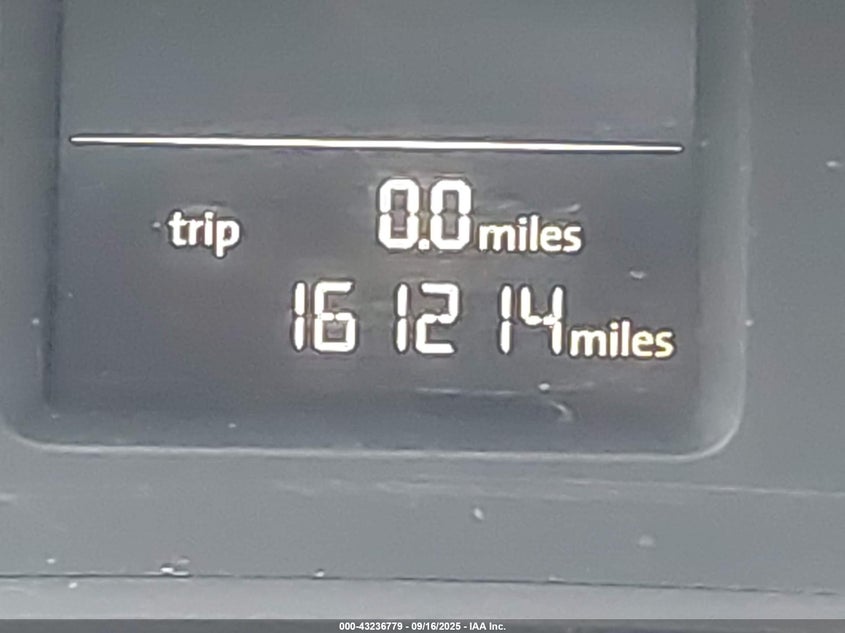 trip 0.0 miles
161214 miles
000-43236779 - 09/16/2025 - IAA Inc.